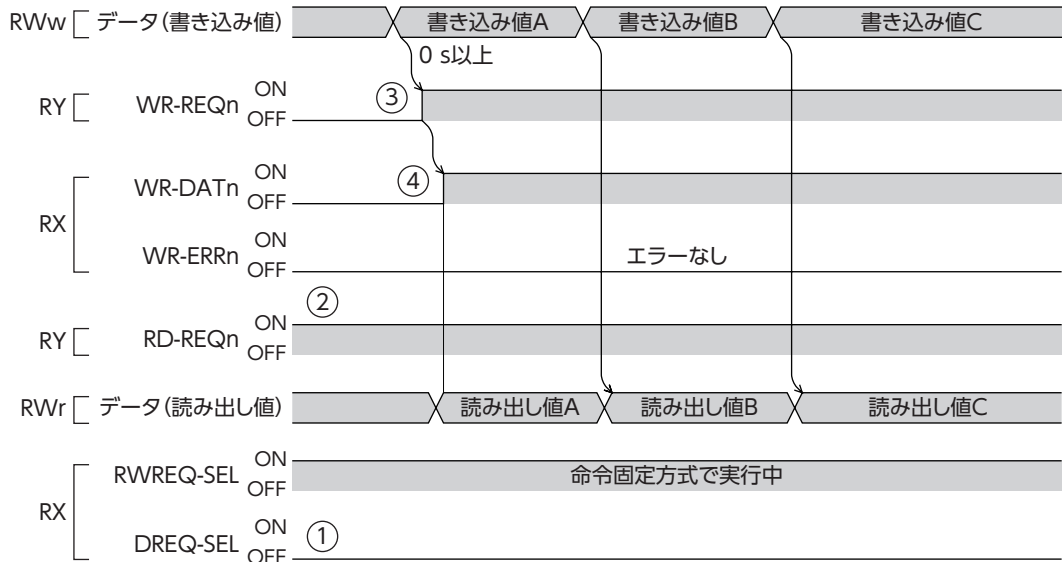 RWw データ(書き込み値) 書き込み値A 書き込み値B 書き込み値C
0 s以上
RY WR-REQn ON OFF ③
RX
WR-DATn ON OFF ④
WR-ERRn ON OFF エラーなし
②
RY RD-REQn ON OFF
RWr データ(読み出し値) 読み出し値A 読み出し値B 読み出し値C
RX
RWREQ-SEL ON OFF 命令固定方式で実行中
DREQ-SEL ON OFF ①